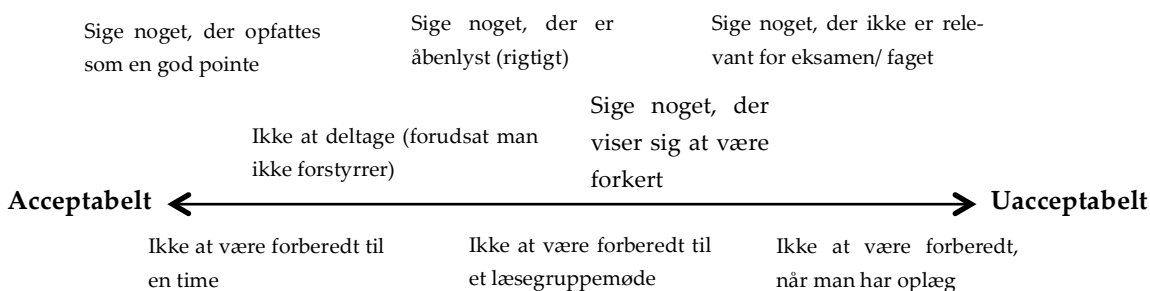 Sige noget, der opfattes
som en god pointe
Sige noget, der er
åbenlyst (rigtigt)
Sige noget, der ikke er rele-
vant for eksamen/ faget
Ikke at deltage (forudsat man
ikke forstyrrer)
Sige noget, der
viser sig at være
forkert
Acceptabelt
Uacceptabelt
Ikke at være forberedt til
en time
Ikke at være forberedt til
et læsegruppemøde
Ikke at være forberedt,
når man har oplæg